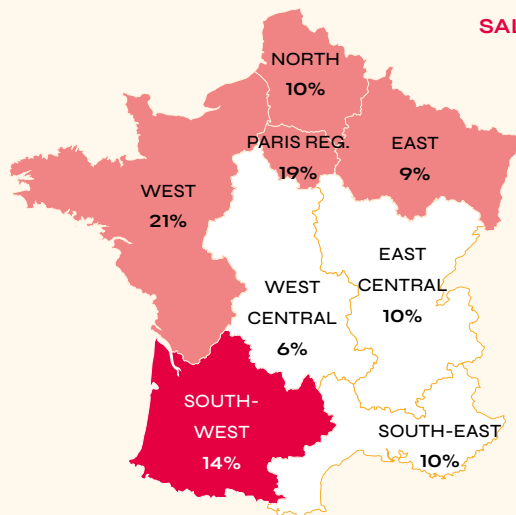 SAL
NORTH
10%
PARIS REG.
19%
EAST
9%
WEST
21%
EAST
CENTRAL
10%
WEST
CENTRAL
6%
SOUTH-
WEST
14%
SOUTH-EAST
10%